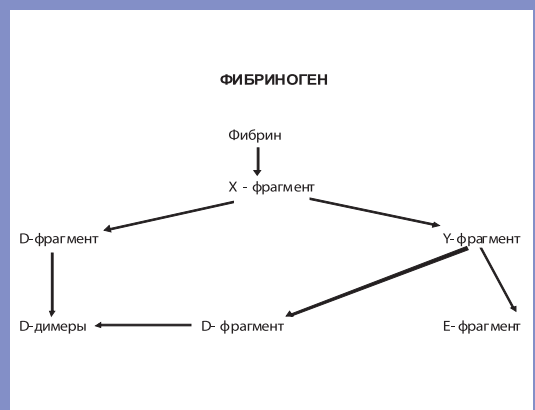 ФИБРИНОГЕН
Фибрин
X - фрагмент
D-фрагмент
Y-фрагмент
D-димеры
D- фрагмент
E-фрагмент